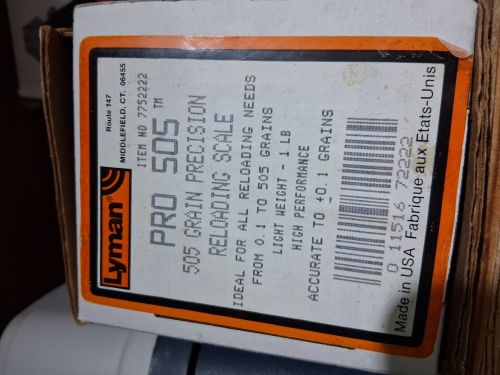 Lyman
Route 147
MIDDLEFIELD, CT. 06455
ITEM NO 7752222
PRO 505™
505 GRAIN PRECISION
RELOADING SCALE
IDEAL FOR ALL RELOADING NEEDS
FROM 0.1 TO 505 GRAINS
LIGHT WEIGHT - 1 LB
HIGH PERFORMANCE
ACCURATE TO ±0.1 GRAINS
0 11516 72222
Made in USA Fabrique aux Etats-Unis